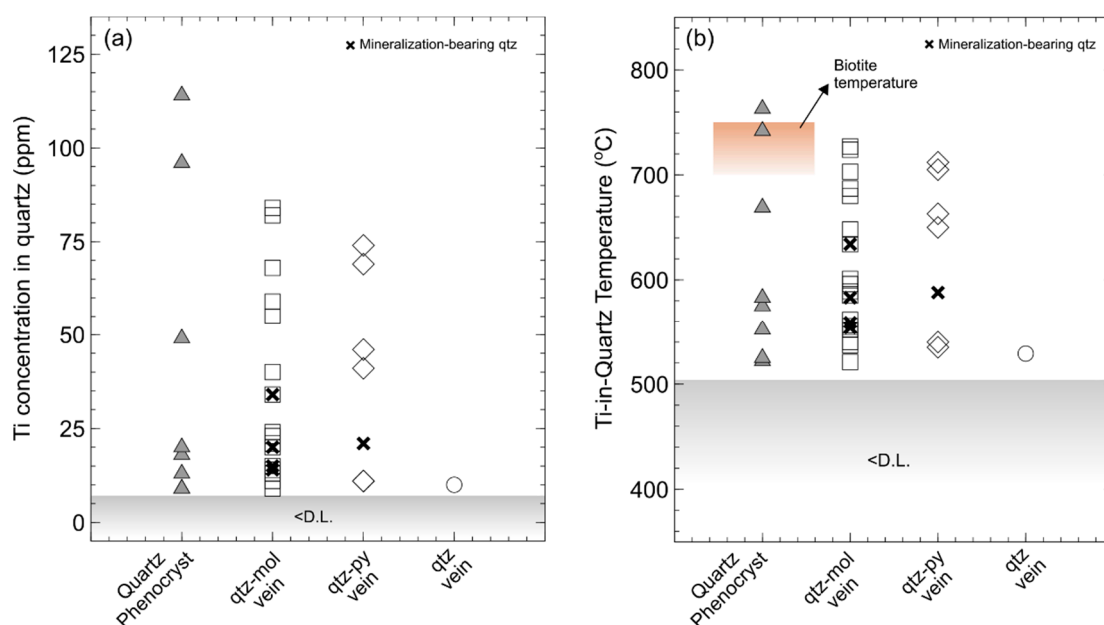 (a)
Mineralization-bearing qtz
Ti concentration in quartz (ppm)
125
100
75
50
25
0
<D.L.
Quartz
Phenocryst
qtz-mol
vein
qtz-py
vein
qtz
vein
(b)
Mineralization-bearing qtz
Biotite
temperature
Ti-in-Quartz Temperature (ºC)
800
700
600
500
400
<D.L.
Quartz
Phenocryst
qtz-mol
vein
qtz-py
vein
qtz
vein